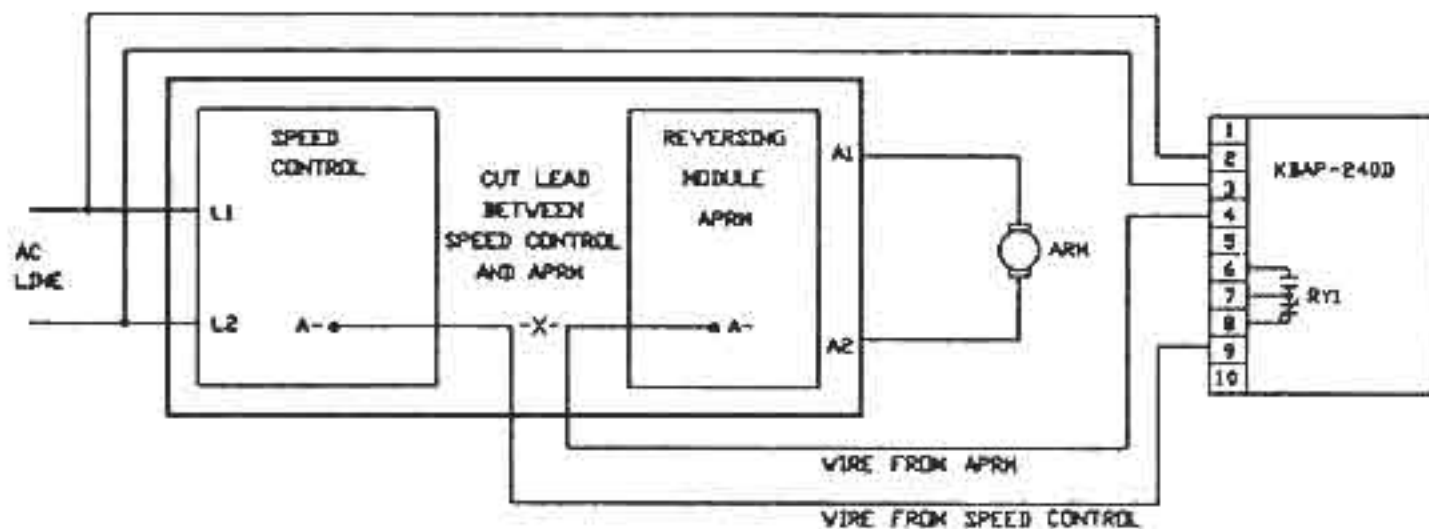 SPEED
CONTROL
REVERSING
MODULE
APRM
CUT LEAD
BETWEEN
SPEED CONTROL
AND APRM
A1
A2
L1
L2
AC
LINE
A-
-X-
A-
ARM
1
2
3
4
5
6
7
8
9
10
KBAP-240D
RY1
WIRE FROM APRM
WIRE FROM SPEED CONTROL